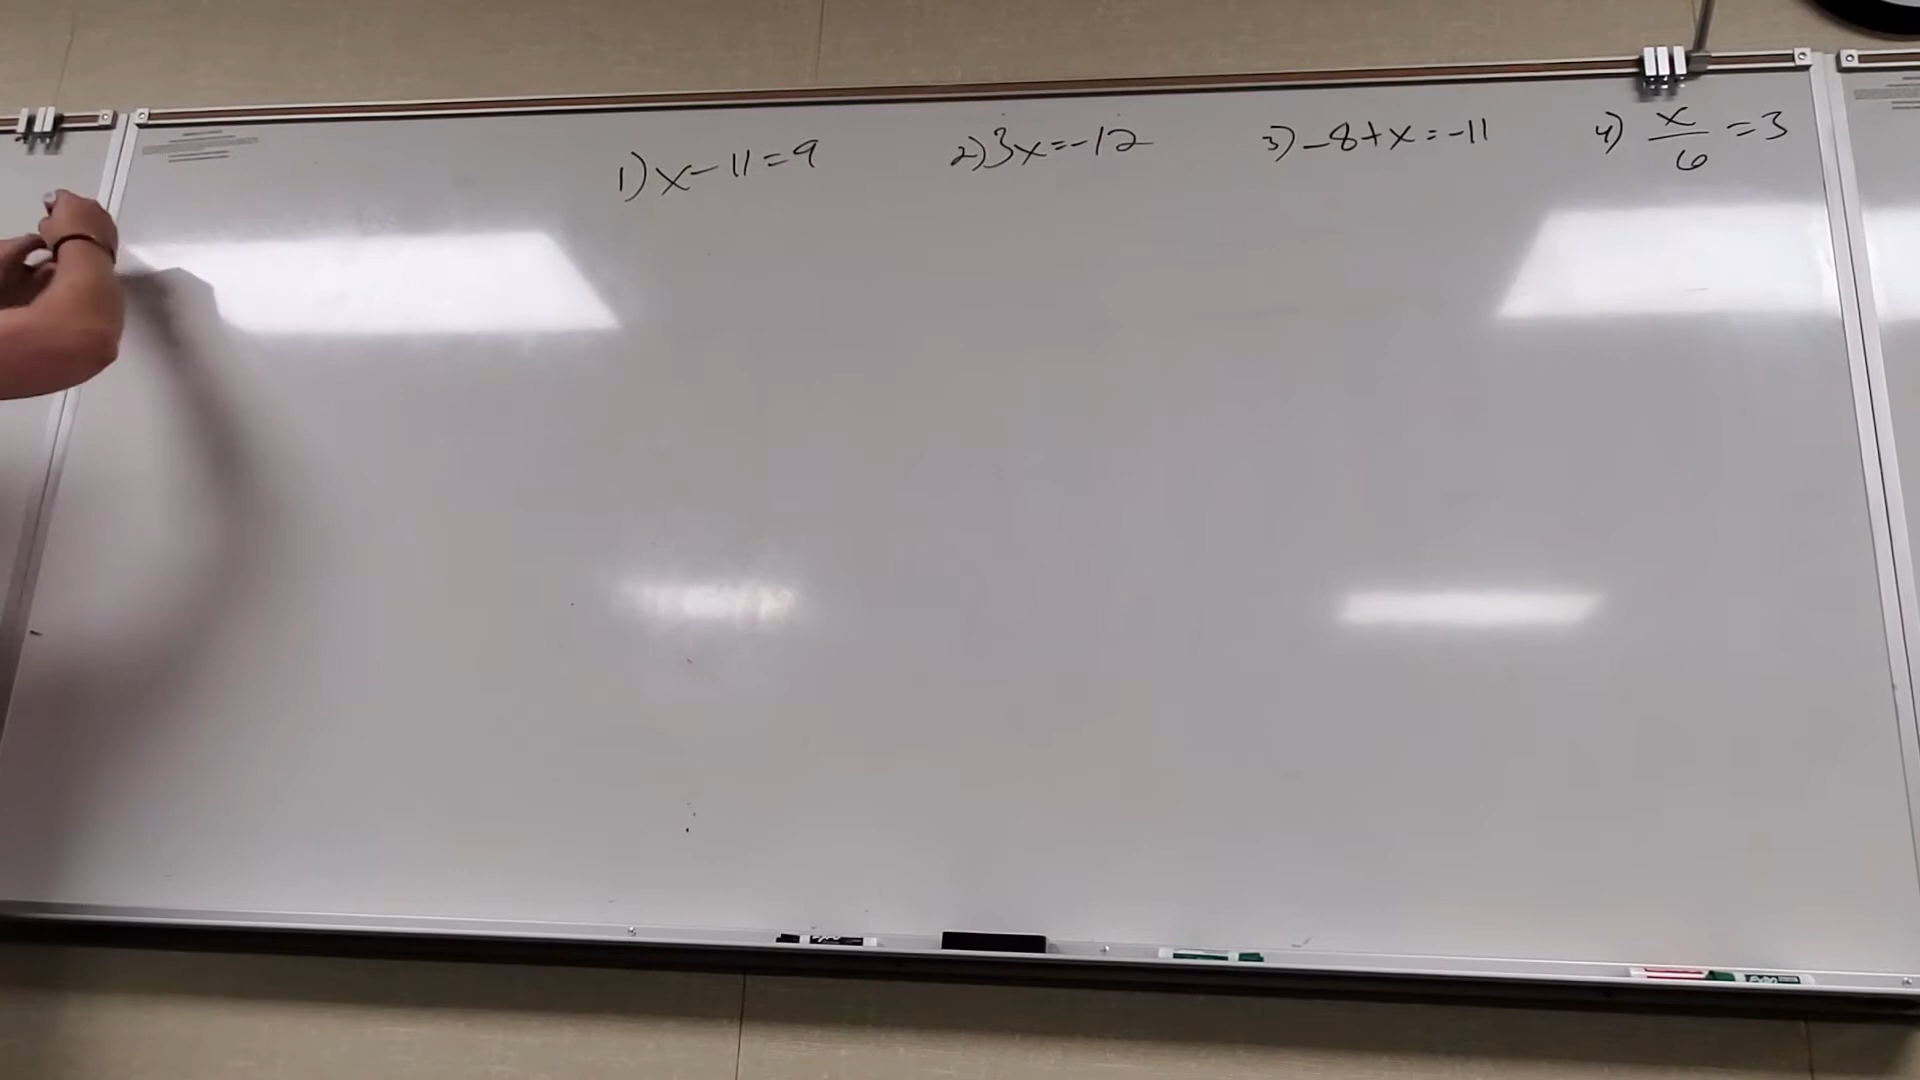 1) x - 11 = 9
2) 3x = -12
3) -8 + x = -11
4) x/6 = 3